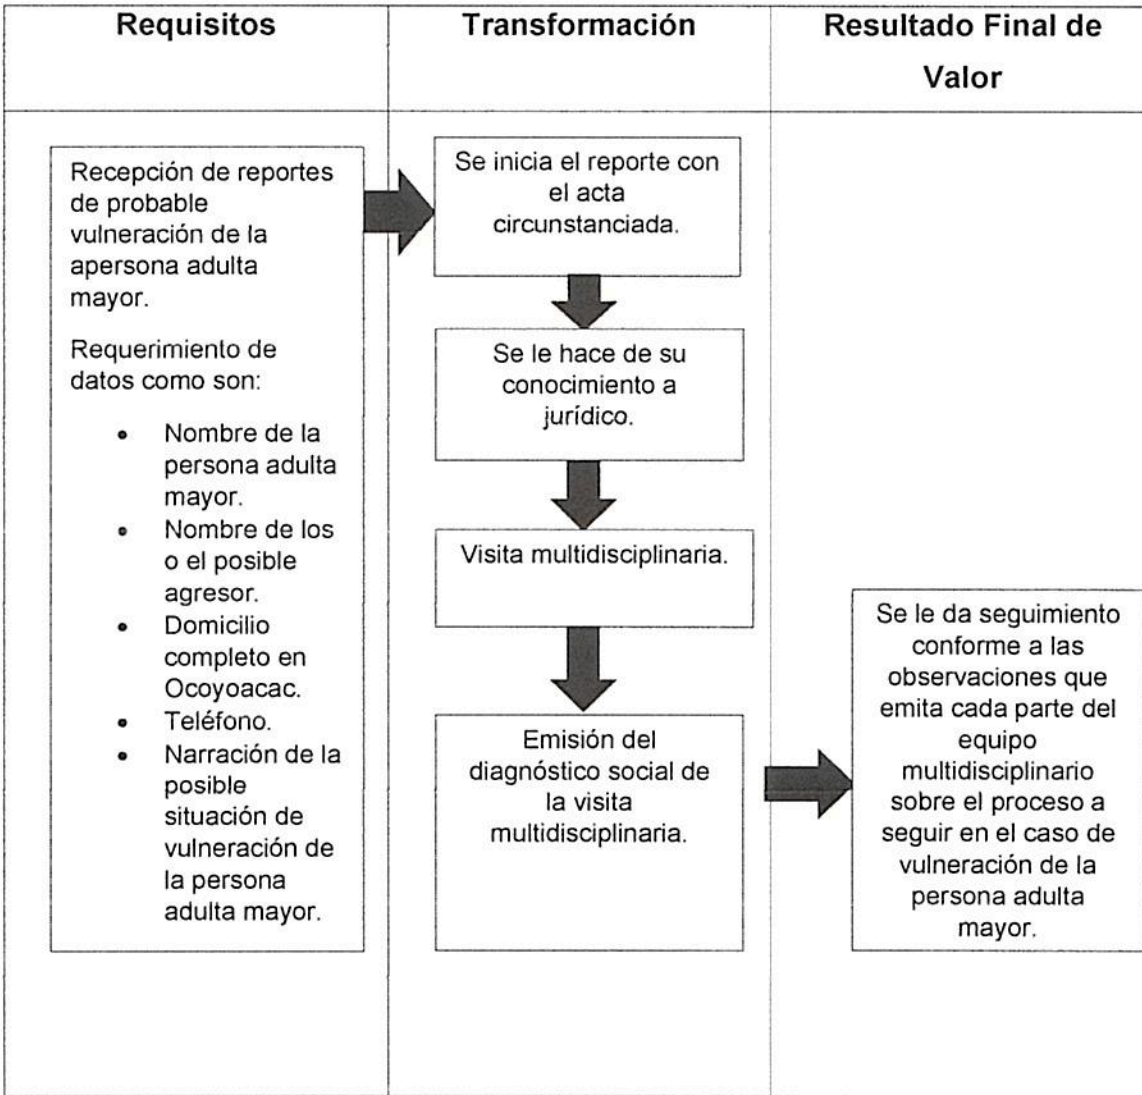 Requisitos
Transformación
Resultado Final de
Valor
Recepción de reportes
de probable
vulneración de la
apersona adulta
mayor.
Requerimiento de
datos como son:
• Nombre de la
persona adulta
mayor.
• Nombre de los
o el posible
agresor.
• Domicilio
completo en
Ocoyoacac.
• Teléfono.
• Narración de la
posible
situación de
vulneración de
la persona
adulta mayor.
Se inicia el reporte con
el acta
circunstanciada.
Se le hace de su
conocimiento a
jurídico.
Visita multidisciplinaria.
Emisión del
diagnóstico social de
la visita
multidisciplinaria.
Se le da seguimiento
conforme a las
observaciones que
emita cada parte del
equipo
multidisciplinario
sobre el proceso a
seguir en el caso de
vulneración de la
persona adulta
mayor.